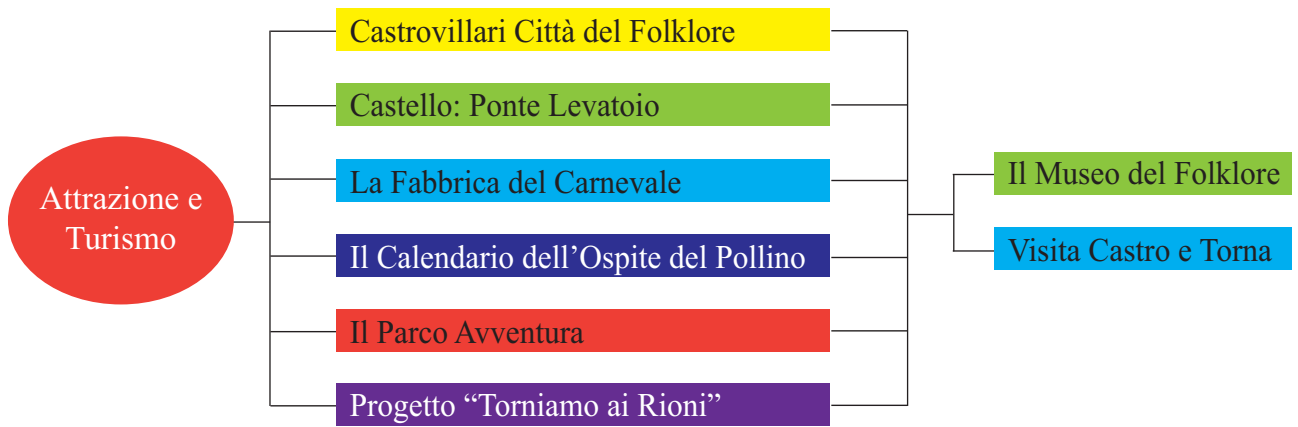 Attrazione e
Turismo
Castrovillari Città del Folklore
Castello: Ponte Levatoio
La Fabbrica del Carnevale
Il Calendario dell’Ospite del Pollino
Il Parco Avventura
Progetto “Torniamo ai Rioni”
Il Museo del Folklore
Visita Castro e Torna